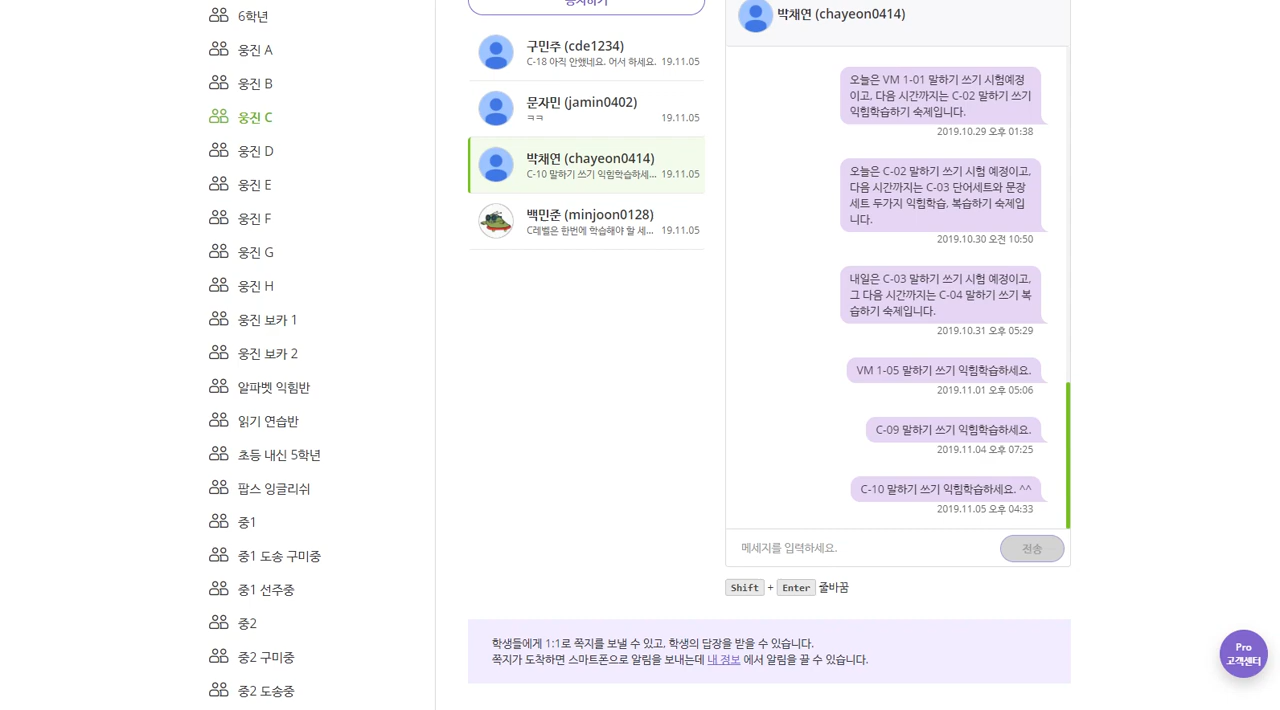 6학년
웅진 A
웅진 B
웅진 C
웅진 D
웅진 E
웅진 F
웅진 G
웅진 H
웅진 보카 1
웅진 보카 2
알파벳 익힘반
읽기 연습반
초등 내신 5학년
팝스 잉글리쉬
중1
중1 도송 구미중
중1 선주중
중2
중2 구미중
중2 도송중
구민주 (cde1234)
C-18 아직 안했네요. 어서 하세요. 19.11.05
문자민 (jamin0402)
ㅋㅋ 19.11.05
박채연 (chayeon0414)
C-10 말하기 쓰기 익힘학습하세... 19.11.05
백민준 (minjoon0128)
C레벨은 한번에 학습해야 할 세... 19.11.05
박채연 (chayeon0414)
오늘은 VM 1-01 말하기 쓰기 시험예정
이고, 다음 시간까지는 C-02 말하기 쓰기
익힘학습하기 숙제입니다.
2019.10.29 오후 01:38
오늘은 C-02 말하기 쓰기 시험 예정이고,
다음 시간까지는 C-03 단어세트와 문장
세트 두가지 익힘학습, 복습하기 숙제입
니다.
2019.10.30 오전 10:50
내일은 C-03 말하기 쓰기 시험 예정이고,
그 다음 시간까지는 C-04 말하기 쓰기 복
습하기 숙제입니다.
2019.10.31 오후 05:29
VM 1-05 말하기 쓰기 익힘학습하세요.
2019.11.01 오후 05:06
C-09 말하기 쓰기 익힘학습하세요.
2019.11.04 오후 07:25
C-10 말하기 쓰기 익힘학습하세요. ^^
2019.11.05 오후 04:33
메세지를 입력하세요. 전송
Shift + Enter 줄바꿈
학생들에게 1:1로 쪽지를 보낼 수 있고, 학생의 답장을 받을 수 있습니다.
쪽지가 도착하면 스마트폰으로 알림을 보내는데 내 정보 에서 알림을 끌 수 있습니다.
Pro
고객센터